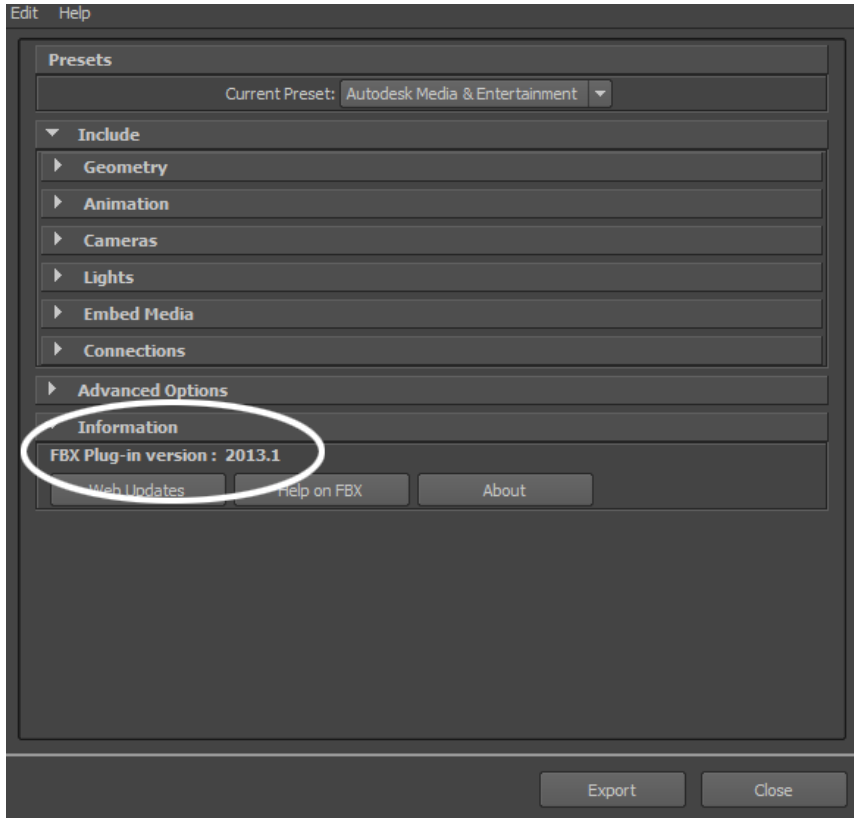 Edit Help
Presets
Current Preset: Autodesk Media & Entertainment
Include
Geometry
Animation
Cameras
Lights
Embed Media
Connections
Advanced Options
Information
FBX Plug-in version : 2013.1
Web Updates Help on FBX About
Export Close